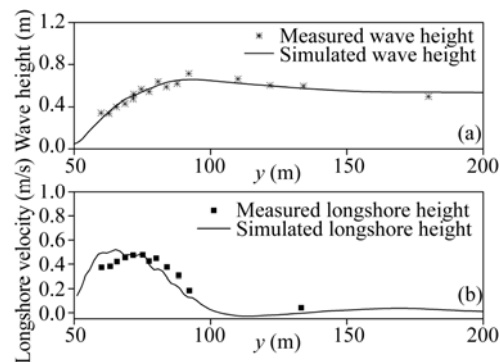 1.2
Measured wave height
Simulated wave height
0.8
0.4
0.0
Wave height (m)
(a)
50
100
150
200
y (m)
1.0
Measured longshore height
0.8
Simulated longshore height
0.6
0.4
0.2
0.0
Longshore velocity (m/s)
(b)
50
100
150
200
y (m)